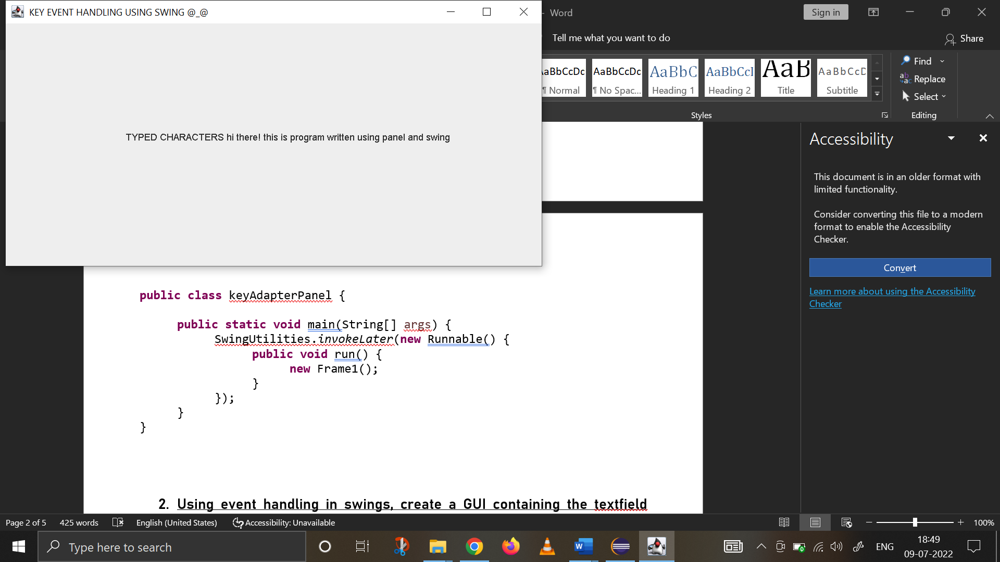 KEY EVENT HANDLING USING SWING @_@
- Word
Sign in
Tell me what you want to do
Share
AaBbCcDc AaBbCcDc AaBbC AaBbCcI AaB AaBbCcD
¶ Normal ¶ No Spac... Heading 1 Heading 2 Title Subtitle
Styles
Find
Replace
Select
Editing
TYPED CHARACTERS hi there! this is program written using panel and swing
Accessibility
This document is in an older format with
limited functionality.
Consider converting this file to a modern
format to enable the Accessibility
Checker.
Convert
Learn more about using the Accessibility
Checker
public class keyAdapterPanel {
public static void main(String[] args) {
SwingUtilities.invokeLater(new Runnable() {
public void run() {
new Frame1();
}
});
}
}
2. Using event handling in swings, create a GUI containing the textfield
Page 2 of 5 425 words English (United States) Accessibility: Unavailable 100%
Type here to search
ENG
18:49
09-07-2022